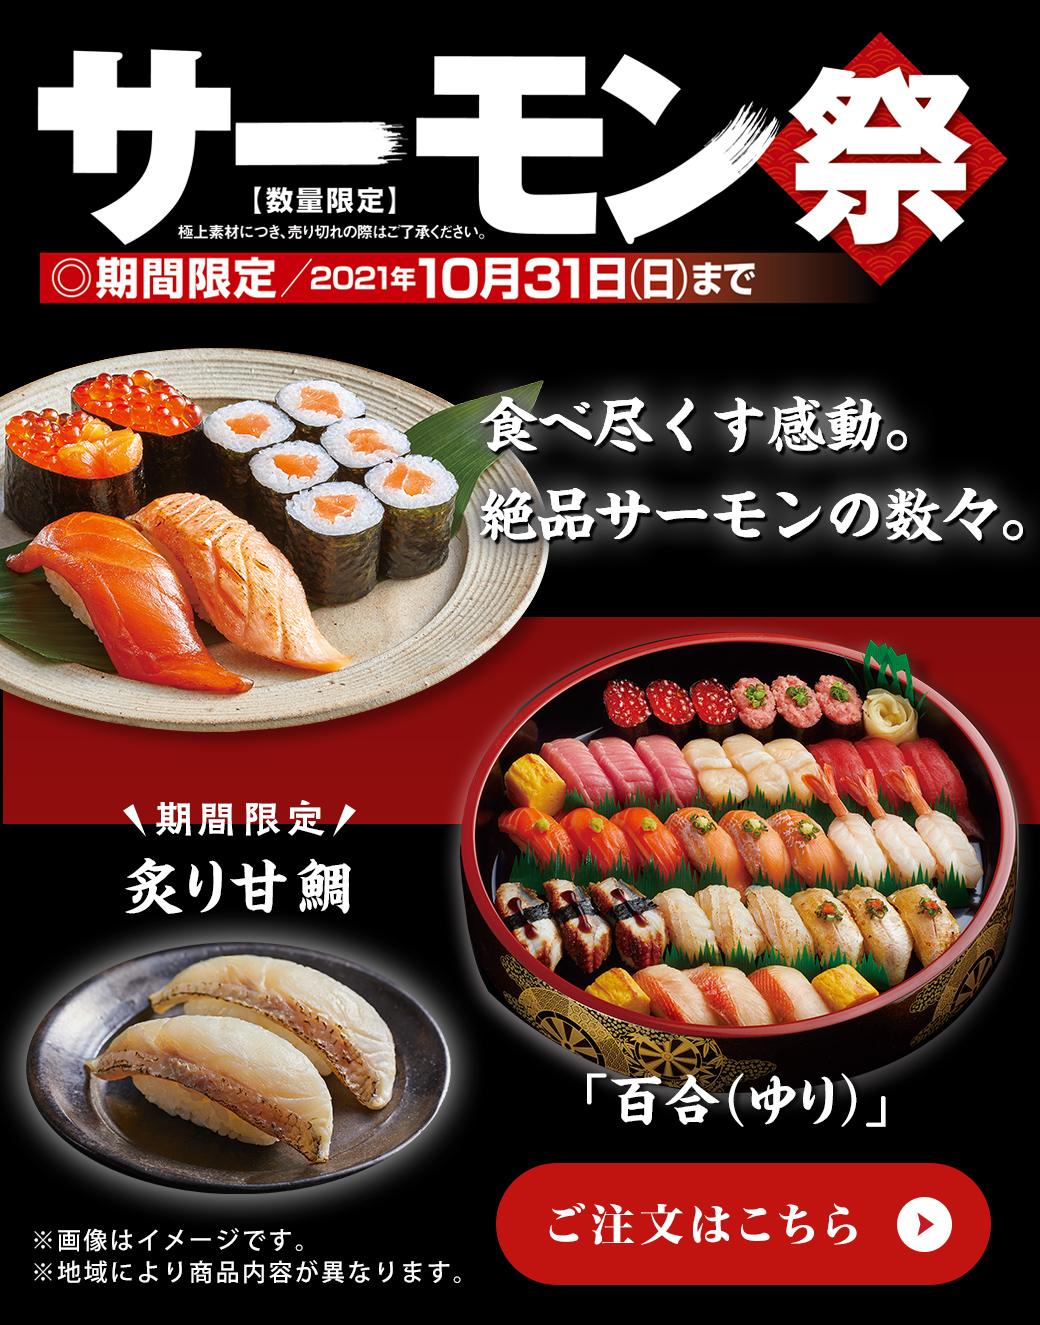 サーモン祭
【数量限定】
極上素材につき、売り切れの際はご了承ください。
◎期間限定／2021年10月31日(日)まで
食べ尽くす感動。
絶品サーモンの数々。
期間限定
炙り甘鯛
「百合(ゆり)」
ご注文はこちら
※画像はイメージです。
※地域により商品内容が異なります。